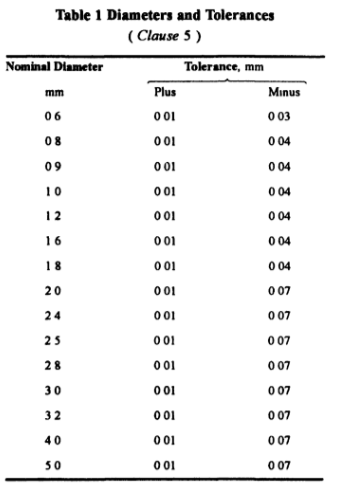 Table 1 Diameters and Tolerances
( Clause 5 )
Nominal Diameter Tolerance, mm
mm Plus Minus
0 6 0 01 0 03
0 8 0 01 0 04
0 9 0 01 0 04
1 0 0 01 0 04
1 2 0 01 0 04
1 6 0 01 0 04
1 8 0 01 0 04
2 0 0 01 0 07
2 4 0 01 0 07
2 5 0 01 0 07
2 8 0 01 0 07
3 0 0 01 0 07
3 2 0 01 0 07
4 0 0 01 0 07
5 0 0 01 0 07